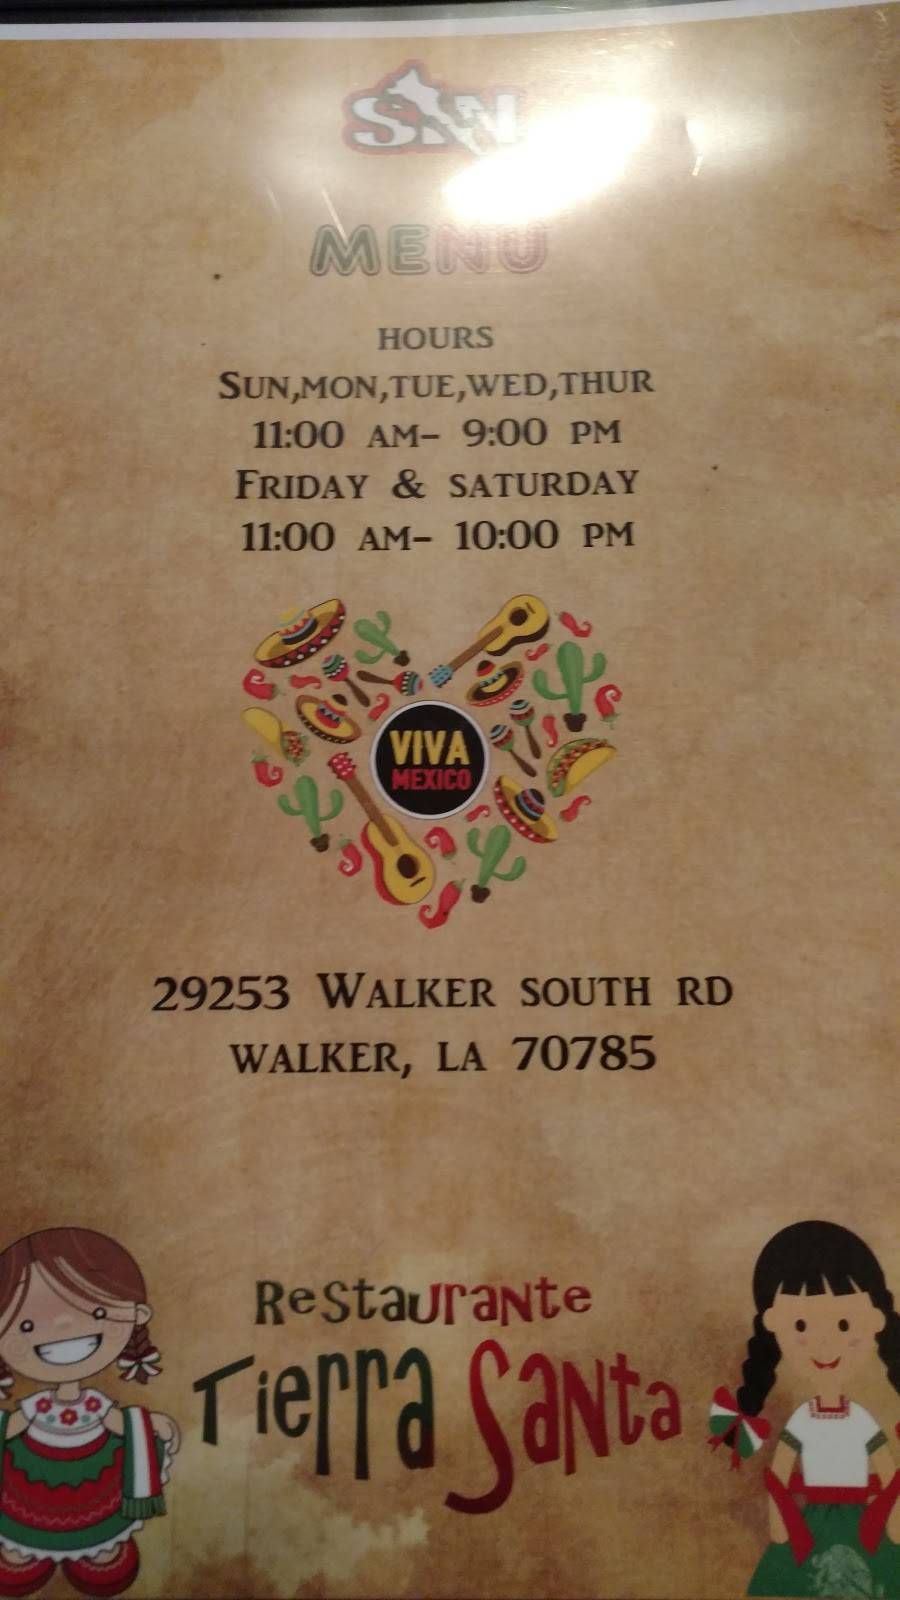 MENU
HOURS
SUN,MON,TUE,WED,THUR
11:00 AM- 9:00 PM
FRIDAY & SATURDAY
11:00 AM- 10:00 PM
VIVA
MEXICO
29253 WALKER SOUTH RD
WALKER, LA 70785
Restaurante
Tierra Santa